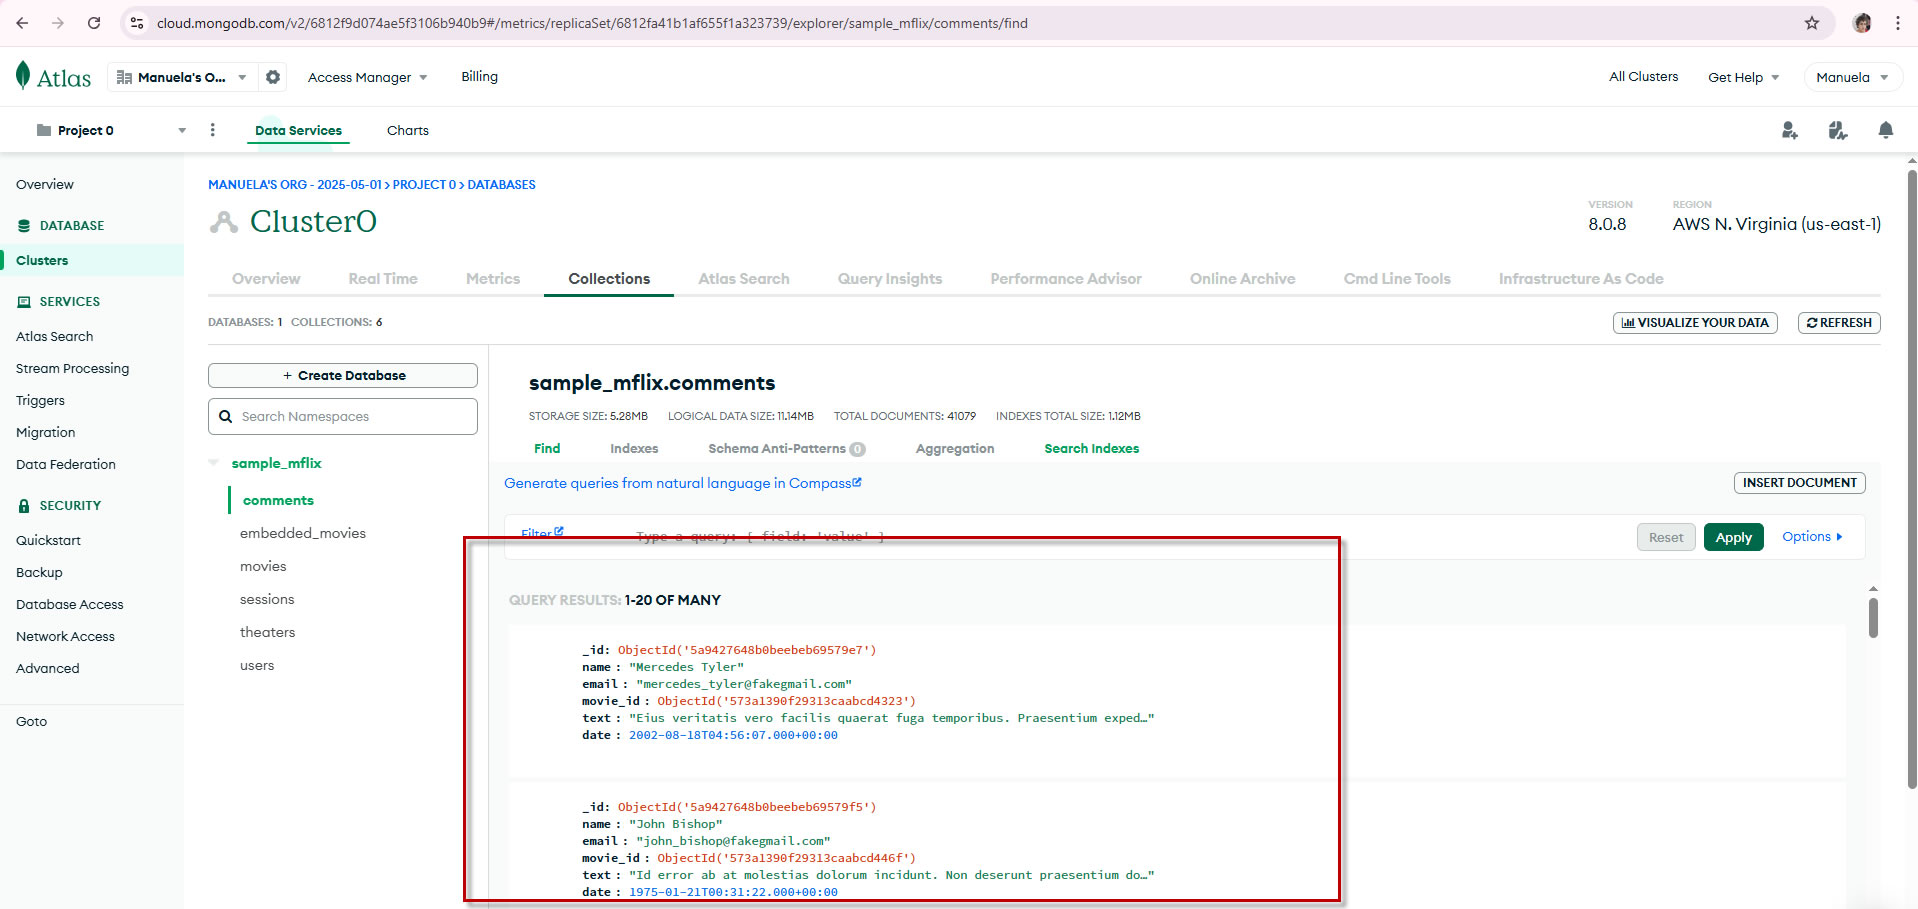 cloud.mongodb.com/v2/6812f9d074ae5f3106b940b9#/metrics/replicaSet/6812fa41b1af655f1a323739/explorer/sample_mflix/comments/find
Atlas
Manuela's O...
Access Manager
Billing
All Clusters
Get Help
Manuela
Project 0
Data Services
Charts
Overview
DATABASE
Clusters
SERVICES
Atlas Search
Stream Processing
Triggers
Migration
Data Federation
SECURITY
Quickstart
Backup
Database Access
Network Access
Advanced
Goto
MANUELA'S ORG - 2025-05-01 > PROJECT 0 > DATABASES
Cluster0
VERSION
8.0.8
REGION
AWS N. Virginia (us-east-1)
Overview
Real Time
Metrics
Collections
Atlas Search
Query Insights
Performance Advisor
Online Archive
Cmd Line Tools
Infrastructure As Code
DATABASES: 1 COLLECTIONS: 6
VISUALIZE YOUR DATA
REFRESH
+ Create Database
Search Namespaces
sample_mflix
comments
embedded_movies
movies
sessions
theaters
users
sample_mflix.comments
STORAGE SIZE: 5.28MB LOGICAL DATA SIZE: 11.14MB TOTAL DOCUMENTS: 41079 INDEXES TOTAL SIZE: 1.12MB
Find
Indexes
Schema Anti-Patterns 0
Aggregation
Search Indexes
Generate queries from natural language in Compass
INSERT DOCUMENT
Filter
Type a query: { field: 'value' }
Reset
Apply
Options
QUERY RESULTS: 1-20 OF MANY
_id: ObjectId('5a9427648b0beebeb69579e7')
name : "Mercedes Tyler"
email : "mercedes_tyler@fakegmail.com"
movie_id : ObjectId('573a1390f29313caabcd4323')
text : "Eius veritatis vero facilis quaerat fuga temporibus. Praesentium exped…"
date : 2002-08-18T04:56:07.000+00:00
_id: ObjectId('5a9427648b0beebeb69579f5')
name : "John Bishop"
email : "john_bishop@fakegmail.com"
movie_id : ObjectId('573a1390f29313caabcd446f')
text : "Id error ab at molestias dolorum incidunt. Non deserunt praesentium do…"
date : 1975-01-21T00:31:22.000+00:00